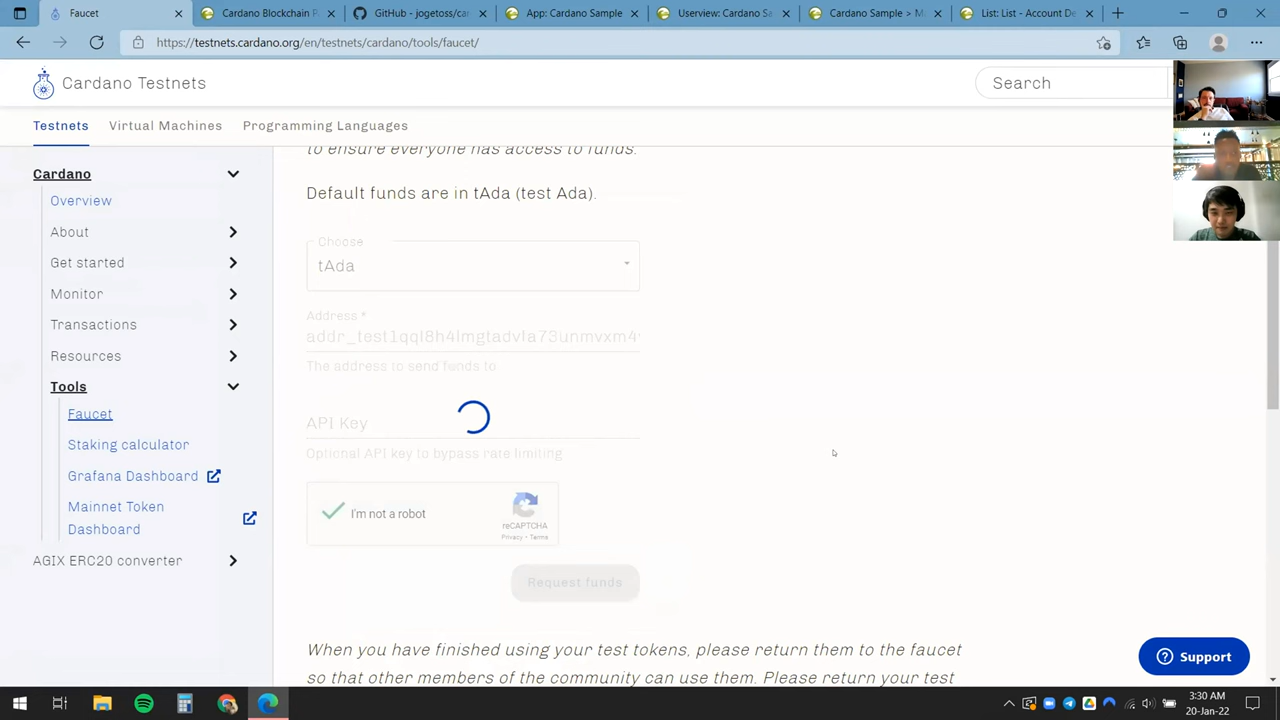 Faucet
Cardano Blockchain P
GitHub - jogetoss/car
App: Cardano Sample
Userview: Cardano Sa
Cardano Sample > M
List: List - Account De
https://testnets.cardano.org/en/testnets/cardano/tools/faucet/
Cardano Testnets
Search
Testnets
Virtual Machines
Programming Languages
to ensure everyone has access to funds.
Cardano
Overview
About
Get started
Monitor
Transactions
Resources
Tools
Faucet
Staking calculator
Grafana Dashboard
Mainnet Token
Dashboard
AGIX ERC20 converter
Default funds are in tAda (test Ada).
Choose
tAda
Address *
The address to send funds to
API Key
Optional API key to bypass rate limiting
I'm not a robot
reCAPTCHA
Privacy - Terms
Request funds
When you have finished using your test tokens, please return them to the faucet
so that other members of the community can use them. Please return your test
Support
3:30 AM
20-Jan-22